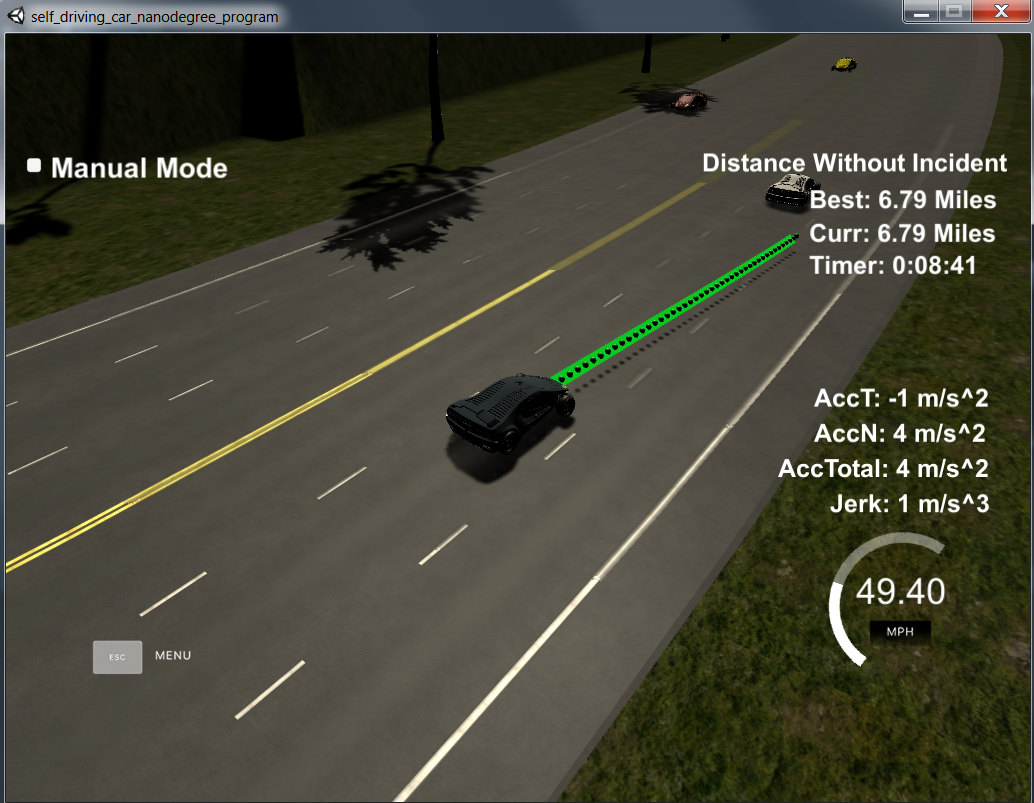 self_driving_car_nanodegree_program
Manual Mode
Distance Without Incident
Best: 6.79 Miles
Curr: 6.79 Miles
Timer: 0:08:41
AccT: -1 m/s^2
AccN: 4 m/s^2
AccTotal: 4 m/s^2
Jerk: 1 m/s^3
49.40
MPH
ESC MENU